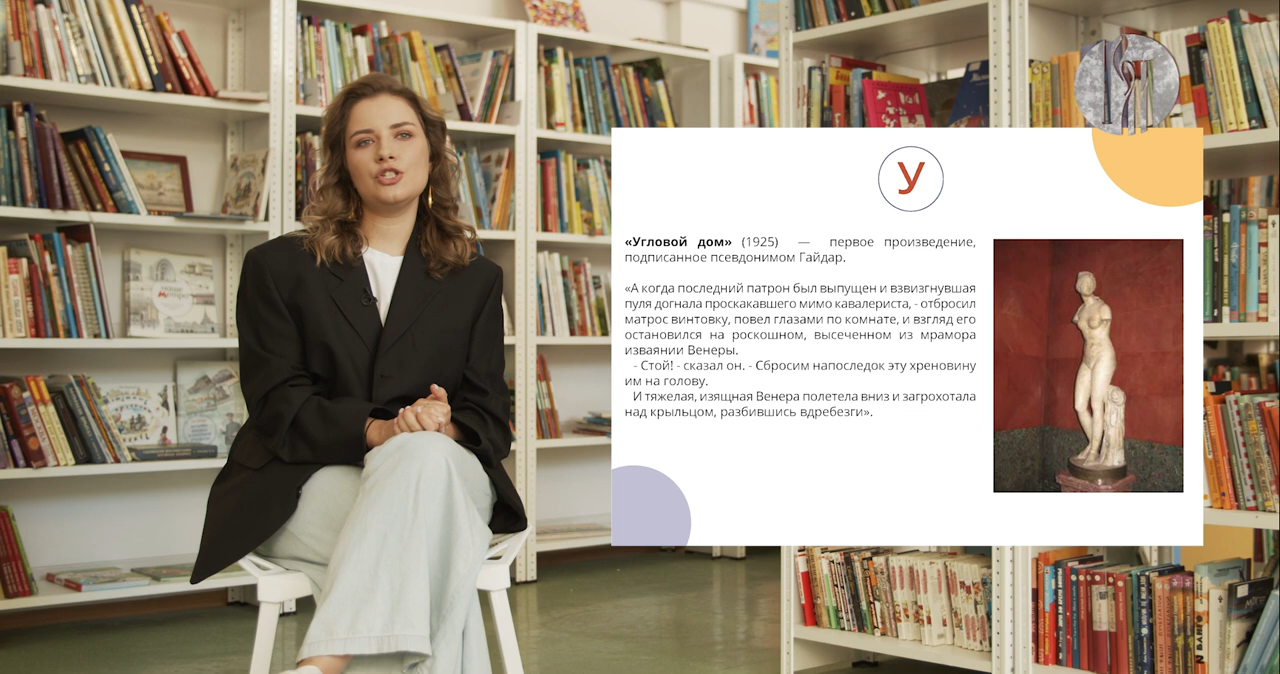 У
«Угловой дом» (1925) — первое произведение,
подписанное псевдонимом Гайдар.
«А когда последний патрон был выпущен и взвизгнувшая
пуля догнала проскакавшего мимо кавалериста, - отбросил
матрос винтовку, повел глазами по комнате, и взгляд его
остановился на роскошном, высеченном из мрамора
изваянии Венеры.
- Стой! - сказал он. - Сбросим напоследок эту хреновину
им на голову.
И тяжелая, изящная Венера полетела вниз и загрохотала
над крыльцом, разбившись вдребезги».